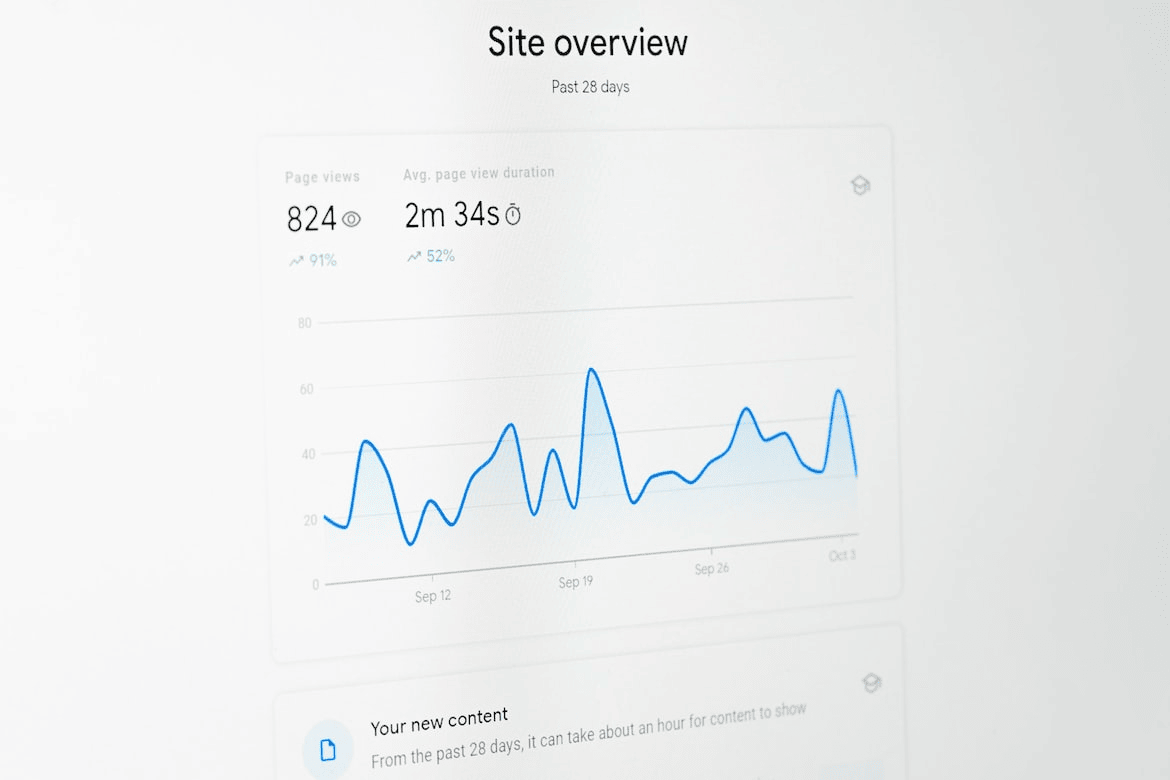 Site overview
Past 28 days
Page views
Avg. page view duration
824
2m 34s
91%
52%
80
60
40
20
0
Sep 12
Sep 19
Sep 26
Oct 3
Your new content
From the past 28 days, it can take about an hour for content to show